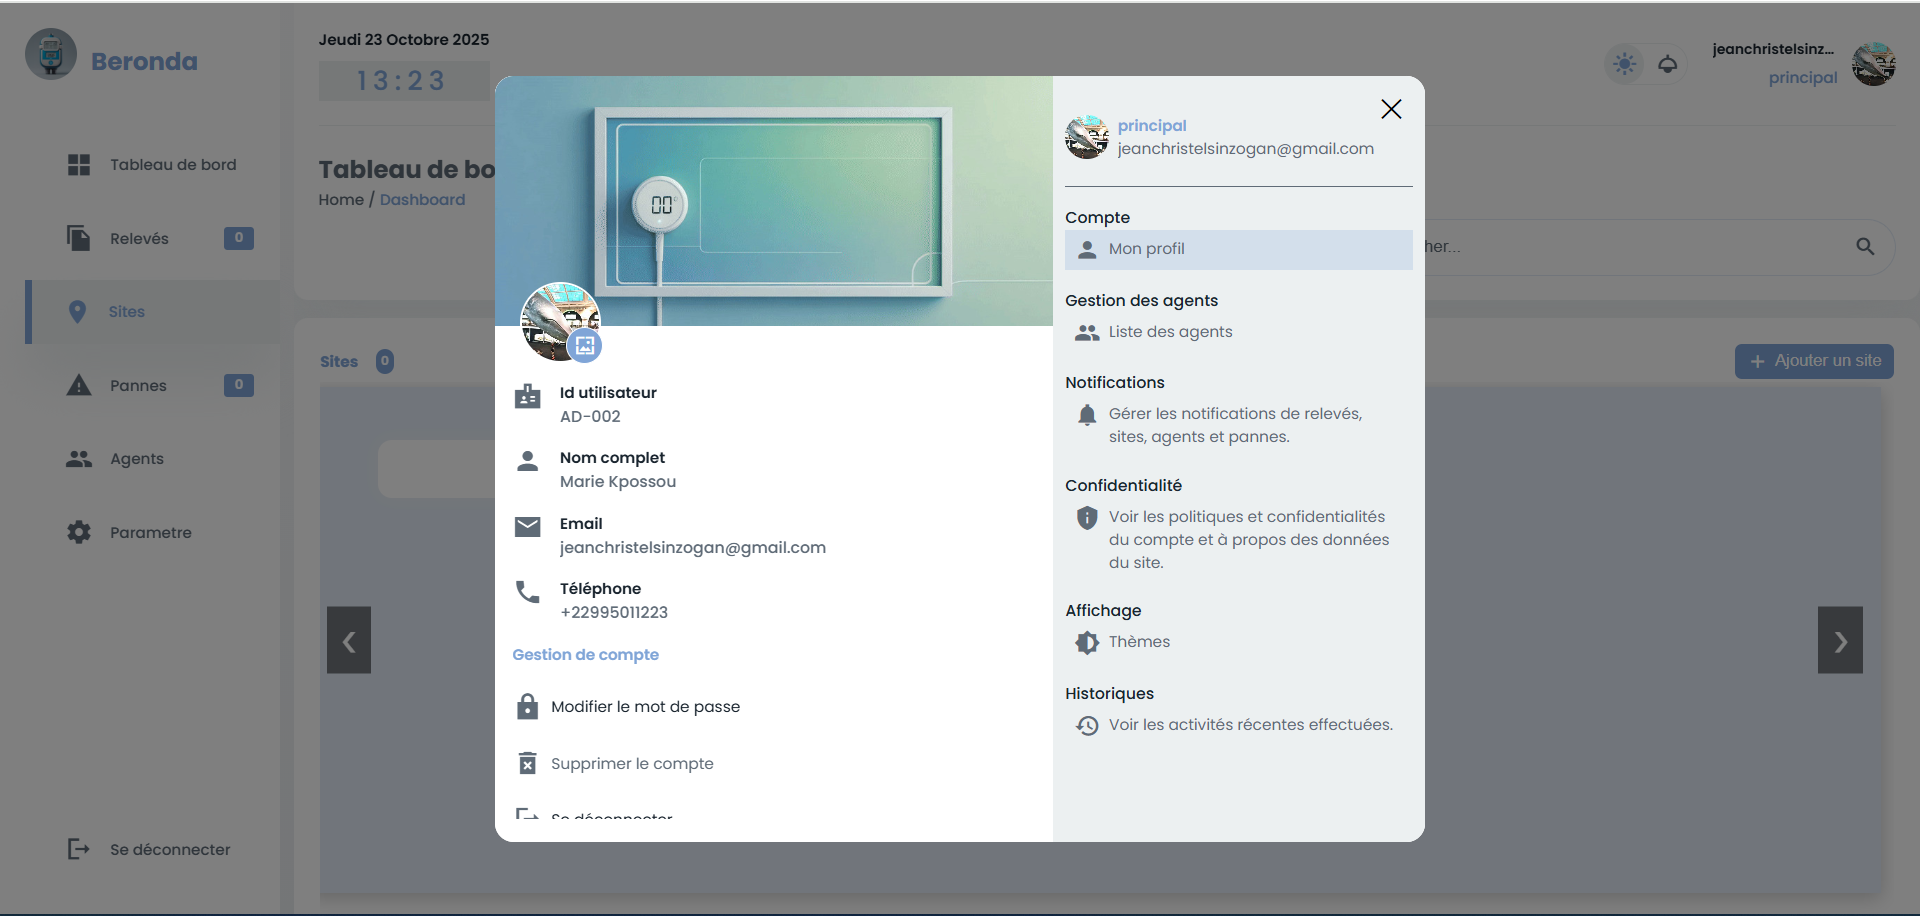 Beronda
Tableau de bord
Relevés
0
Sites
Pannes
0
Agents
Parametre
Se déconnecter
Jeudi 23 Octobre 2025
13:23
Tableau de bo
Home / Dashboard
jeanchristelsinz...
principal
her...
Sites
0
+ Ajouter un site
❮
❯
00
Id utilisateur
AD-002
Nom complet
Marie Kpossou
Email
jeanchristelsinzogan@gmail.com
Téléphone
+22995011223
Gestion de compte
Modifier le mot de passe
Supprimer le compte
Se déconnecter
principal
jeanchristelsinzogan@gmail.com
Compte
Mon profil
Gestion des agents
Liste des agents
Notifications
Gérer les notifications de relevés,
sites, agents et pannes.
Confidentialité
Voir les politiques et confidentialités
du compte et à propos des données
du site.
Affichage
Thèmes
Historiques
Voir les activités récentes effectuées.